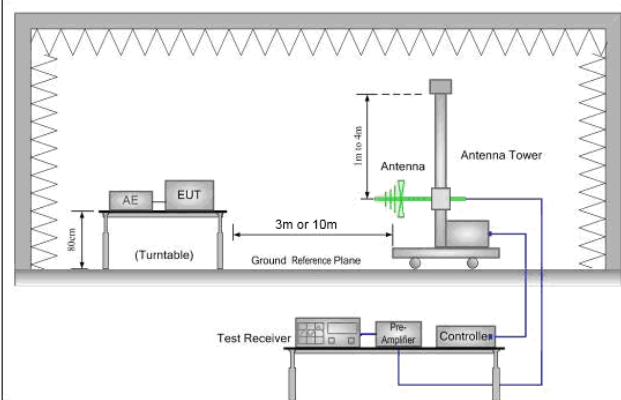 1m to 4m
Antenna
Antenna Tower
AE
EUT
80cm
(Turntable)
3m or 10m
Ground Reference Plane
Test Receiver
Pre-
Amplifier
Controller